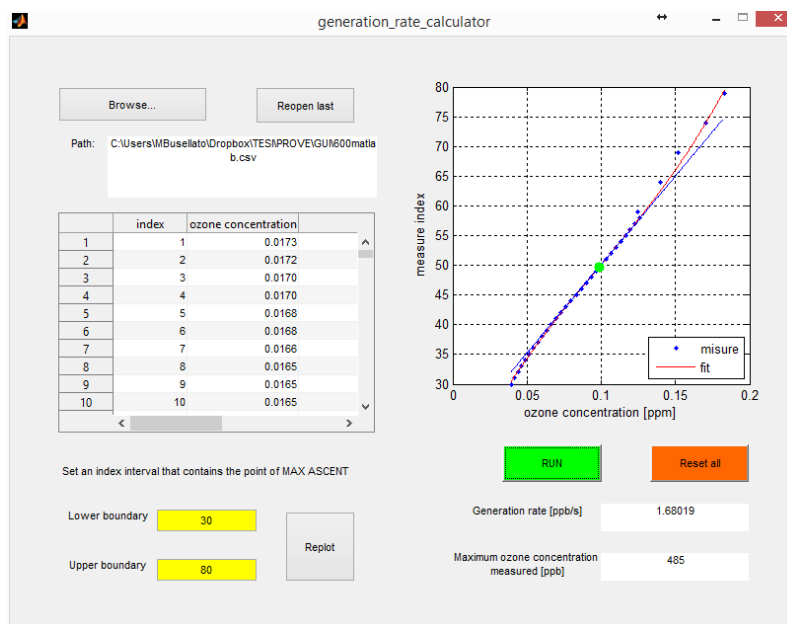 generation_rate_calculator
Browse...
Reopen last
Path:
C:\Users\MBusellato\Dropbox\TESI\PROVE\GUI\600matla
b.csv
index ozone concentration
1 1 0.0173
2 2 0.0172
3 3 0.0170
4 4 0.0170
5 5 0.0168
6 6 0.0168
7 7 0.0166
8 8 0.0165
9 9 0.0165
10 10 0.0165
Set an index interval that contains the point of MAX ASCENT
Lower boundary
30
Upper boundary
80
Replot
80
75
70
65
60
55
50
45
40
35
30
measure index
0 0.05 0.1 0.15 0.2
ozone concentration [ppm]
misure
fit
RUN
Reset all
Generation rate [ppb/s]
1.68019
Maximum ozone concentration
measured [ppb]
485